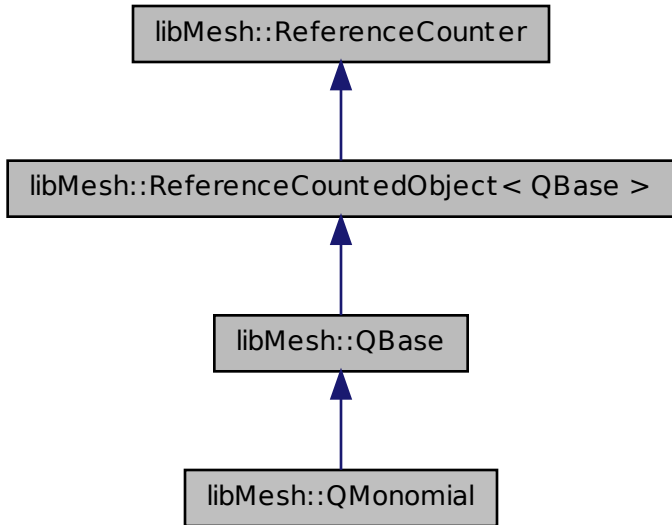 libMesh::ReferenceCounter
libMesh::ReferenceCountedObject< QBase >
libMesh::QBase
libMesh::QMonomial